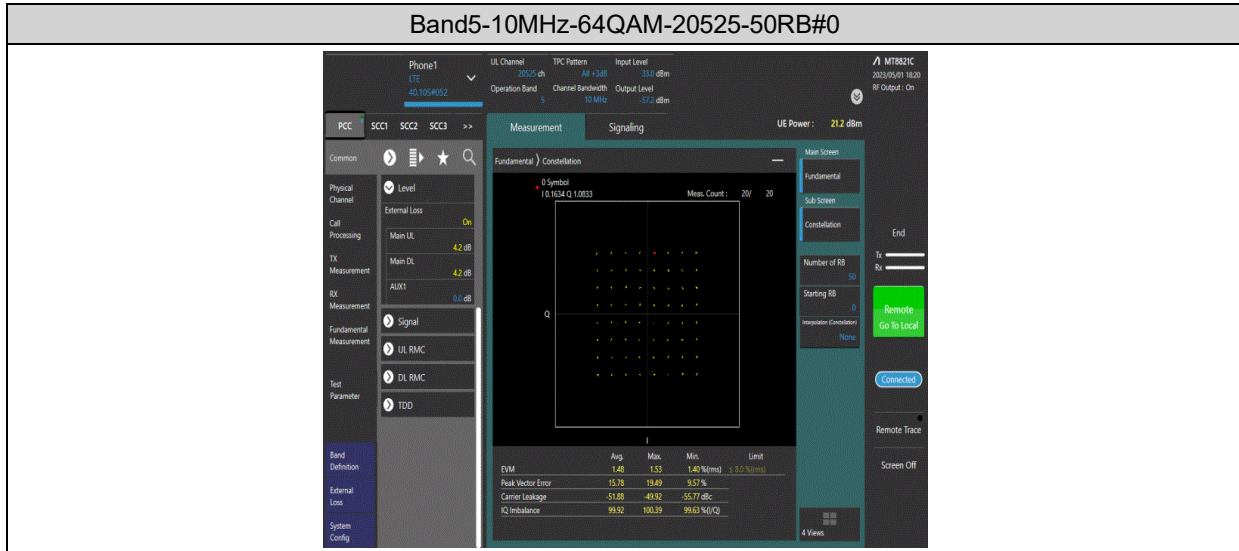 Band5-10MHz-64QAM-20525-50RB#0
Phone1
LTE
40.10S#052
UL Channel TPC Pattern Input Level
20525 ch All +3dB 33.0 dBm
Operation Band Channel Bandwidth Output Level
5 10 MHz -57.2 dBm
MT8821C
2023/05/01 18:20
RF Output : On
PCC SCC1 SCC2 SCC3 >>
Measurement Signaling
UE Power : 21.2 dBm
Common
Physical
Channel
Call
Processing
TX
Measurement
RX
Measurement
Fundamental
Measurement
Test
Parameter
Band
Definition
External
Loss
System
Config
Level
External Loss
On
Main UL
4.2 dB
Main DL
4.2 dB
AUX1
0.0 dB
Signal
UL RMC
DL RMC
TDD
Fundamental Constellation
0 Symbol
I 0.1634 Q 1.0833
Meas. Count : 20/ 20
Q
I
Avg. Max. Min. Limit
EVM 1.48 1.53 1.40 %(rms) ≤ 8.0 %(rms)
Peak Vector Error 15.78 19.49 9.57 %
Carrier Leakage -51.88 -49.92 -55.77 dBc
IQ Imbalance 99.92 100.39 99.63 %(I/Q)
Main Screen
Fundamental
Sub Screen
Constellation
Number of RB
50
Starting RB
0
Interpolation (Constellation)
None
4 Views
End
Tx
Rx
Remote
Go To Local
Connected
Remote Trace
Screen Off